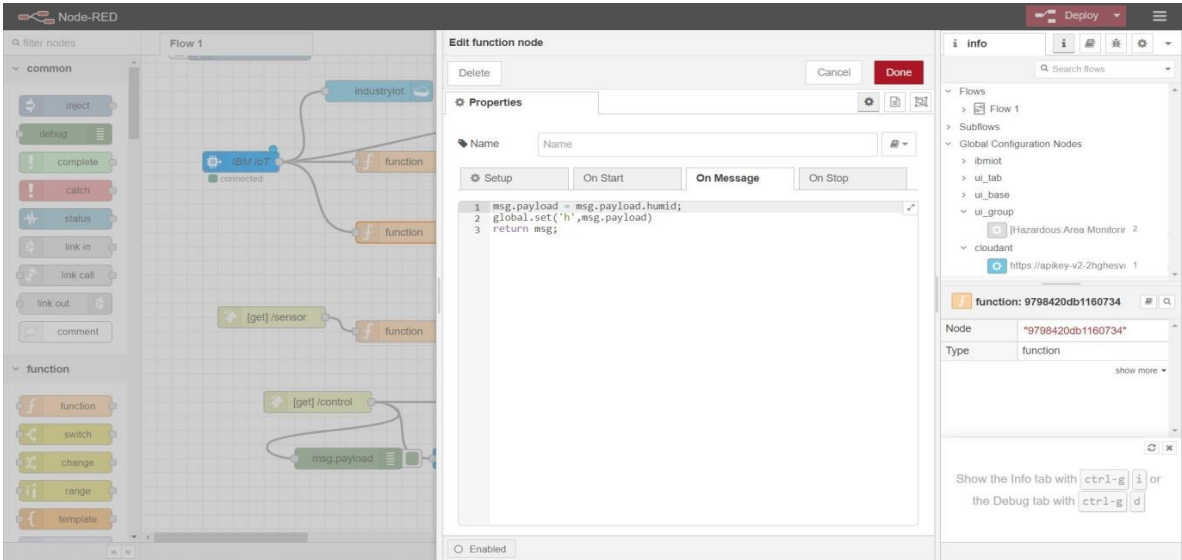 Node-RED
Deploy
filter nodes
common
inject
debug
complete
catch
status
link in
link call
link out
comment
function
function
switch
change
range
template
Flow 1
industryiot
IBM IoT
connected
function
function
[get] /sensor
function
[get] /control
msg.payload
Edit function node
Delete
Cancel
Done
Properties
Name
Name
Setup
On Start
On Message
On Stop
1 msg.payload = msg.payload.humid;
2 global.set('h',msg.payload)
3 return msg;
Enabled
i info
i
Search flows
Flows
Flow 1
Subflows
Global Configuration Nodes
ibmiot
ui_tab
ui_base
ui_group
[Hazardous Area Monitorir 2
cloudant
https://apikey-v2-2hghesv 1
function: 9798420db1160734
Node "9798420db1160734"
Type function
show more
Show the Info tab with ctrl-g i or
the Debug tab with ctrl-g d